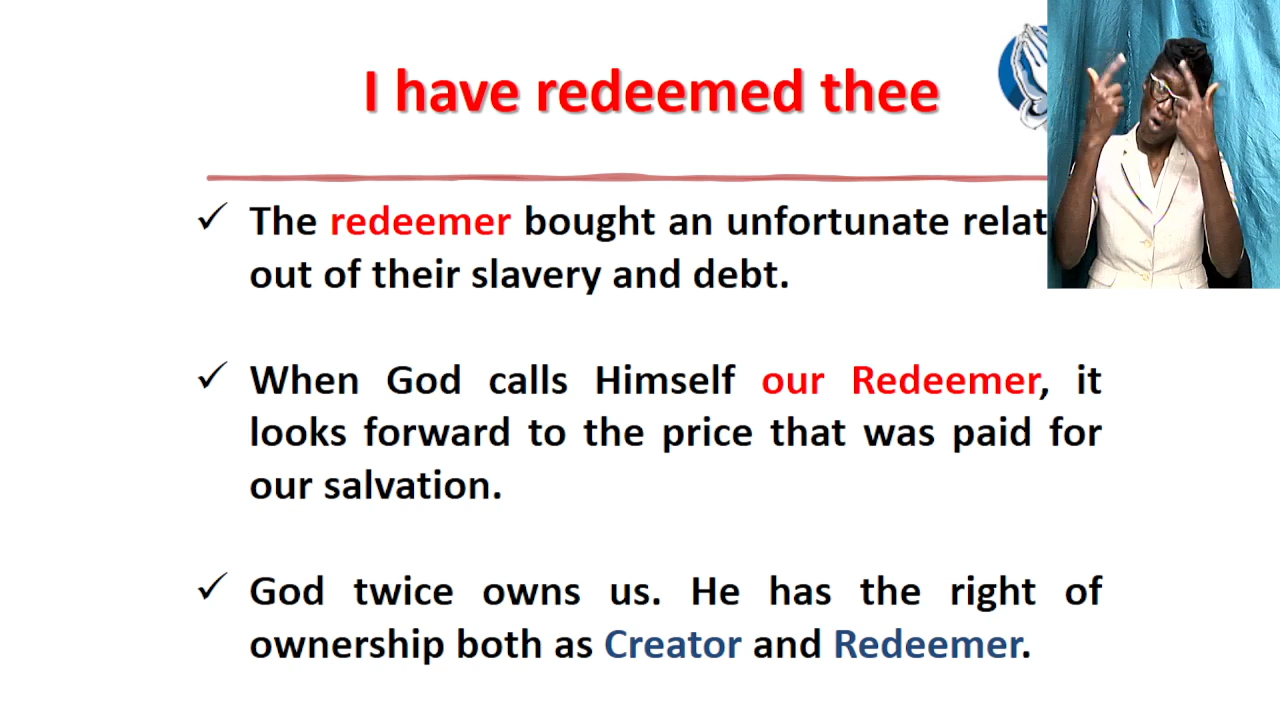 I have redeemed thee
The redeemer bought an unfortunate
out of their slavery and debt.
When God calls Himself our Redeemer, it
looks forward to the price that was paid for
our salvation.
God twice owns us. He has the right of
ownership both as Creator and Redeemer.